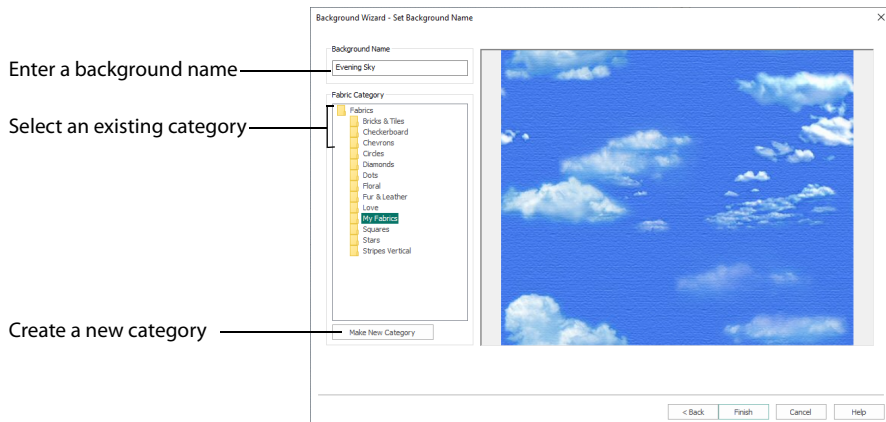 Background Wizard - Set Background Name
Background Name
Enter a background name
Evening Sky
Fabric Category
Select an existing category
Fabrics
Bricks & Tiles
Checkerboard
Chevrons
Circles
Diamonds
Dots
Floral
Fur & Leather
Love
My Fabrics
Squares
Stars
Stripes Vertical
Create a new category
Make New Category
< Back Finish Cancel Help